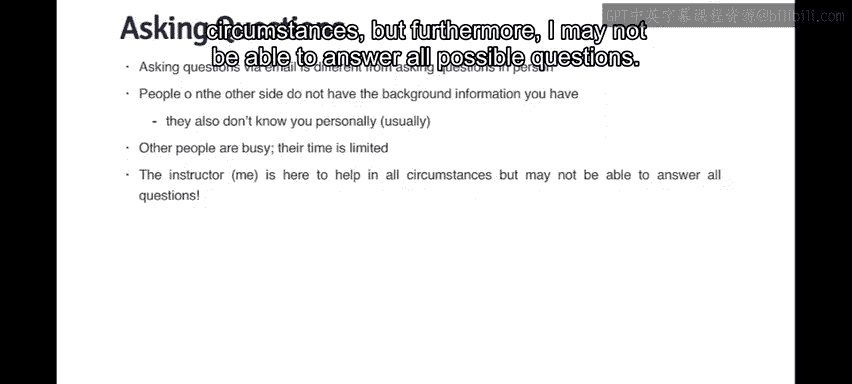 GPT中英字幕课程资源@bilibili.com
Asking Questions
circumstances, but furthermore, I may not
be able to answer all possible questions.
· Asking questions via email is different from asking questions in person
· People o nthe other side do not have the background information you have
- they also don't know you personally (usually)
· Other people are busy; their time is limited
· The instructor (me) is here to help in all circumstances but may not be able to answer all
questions!